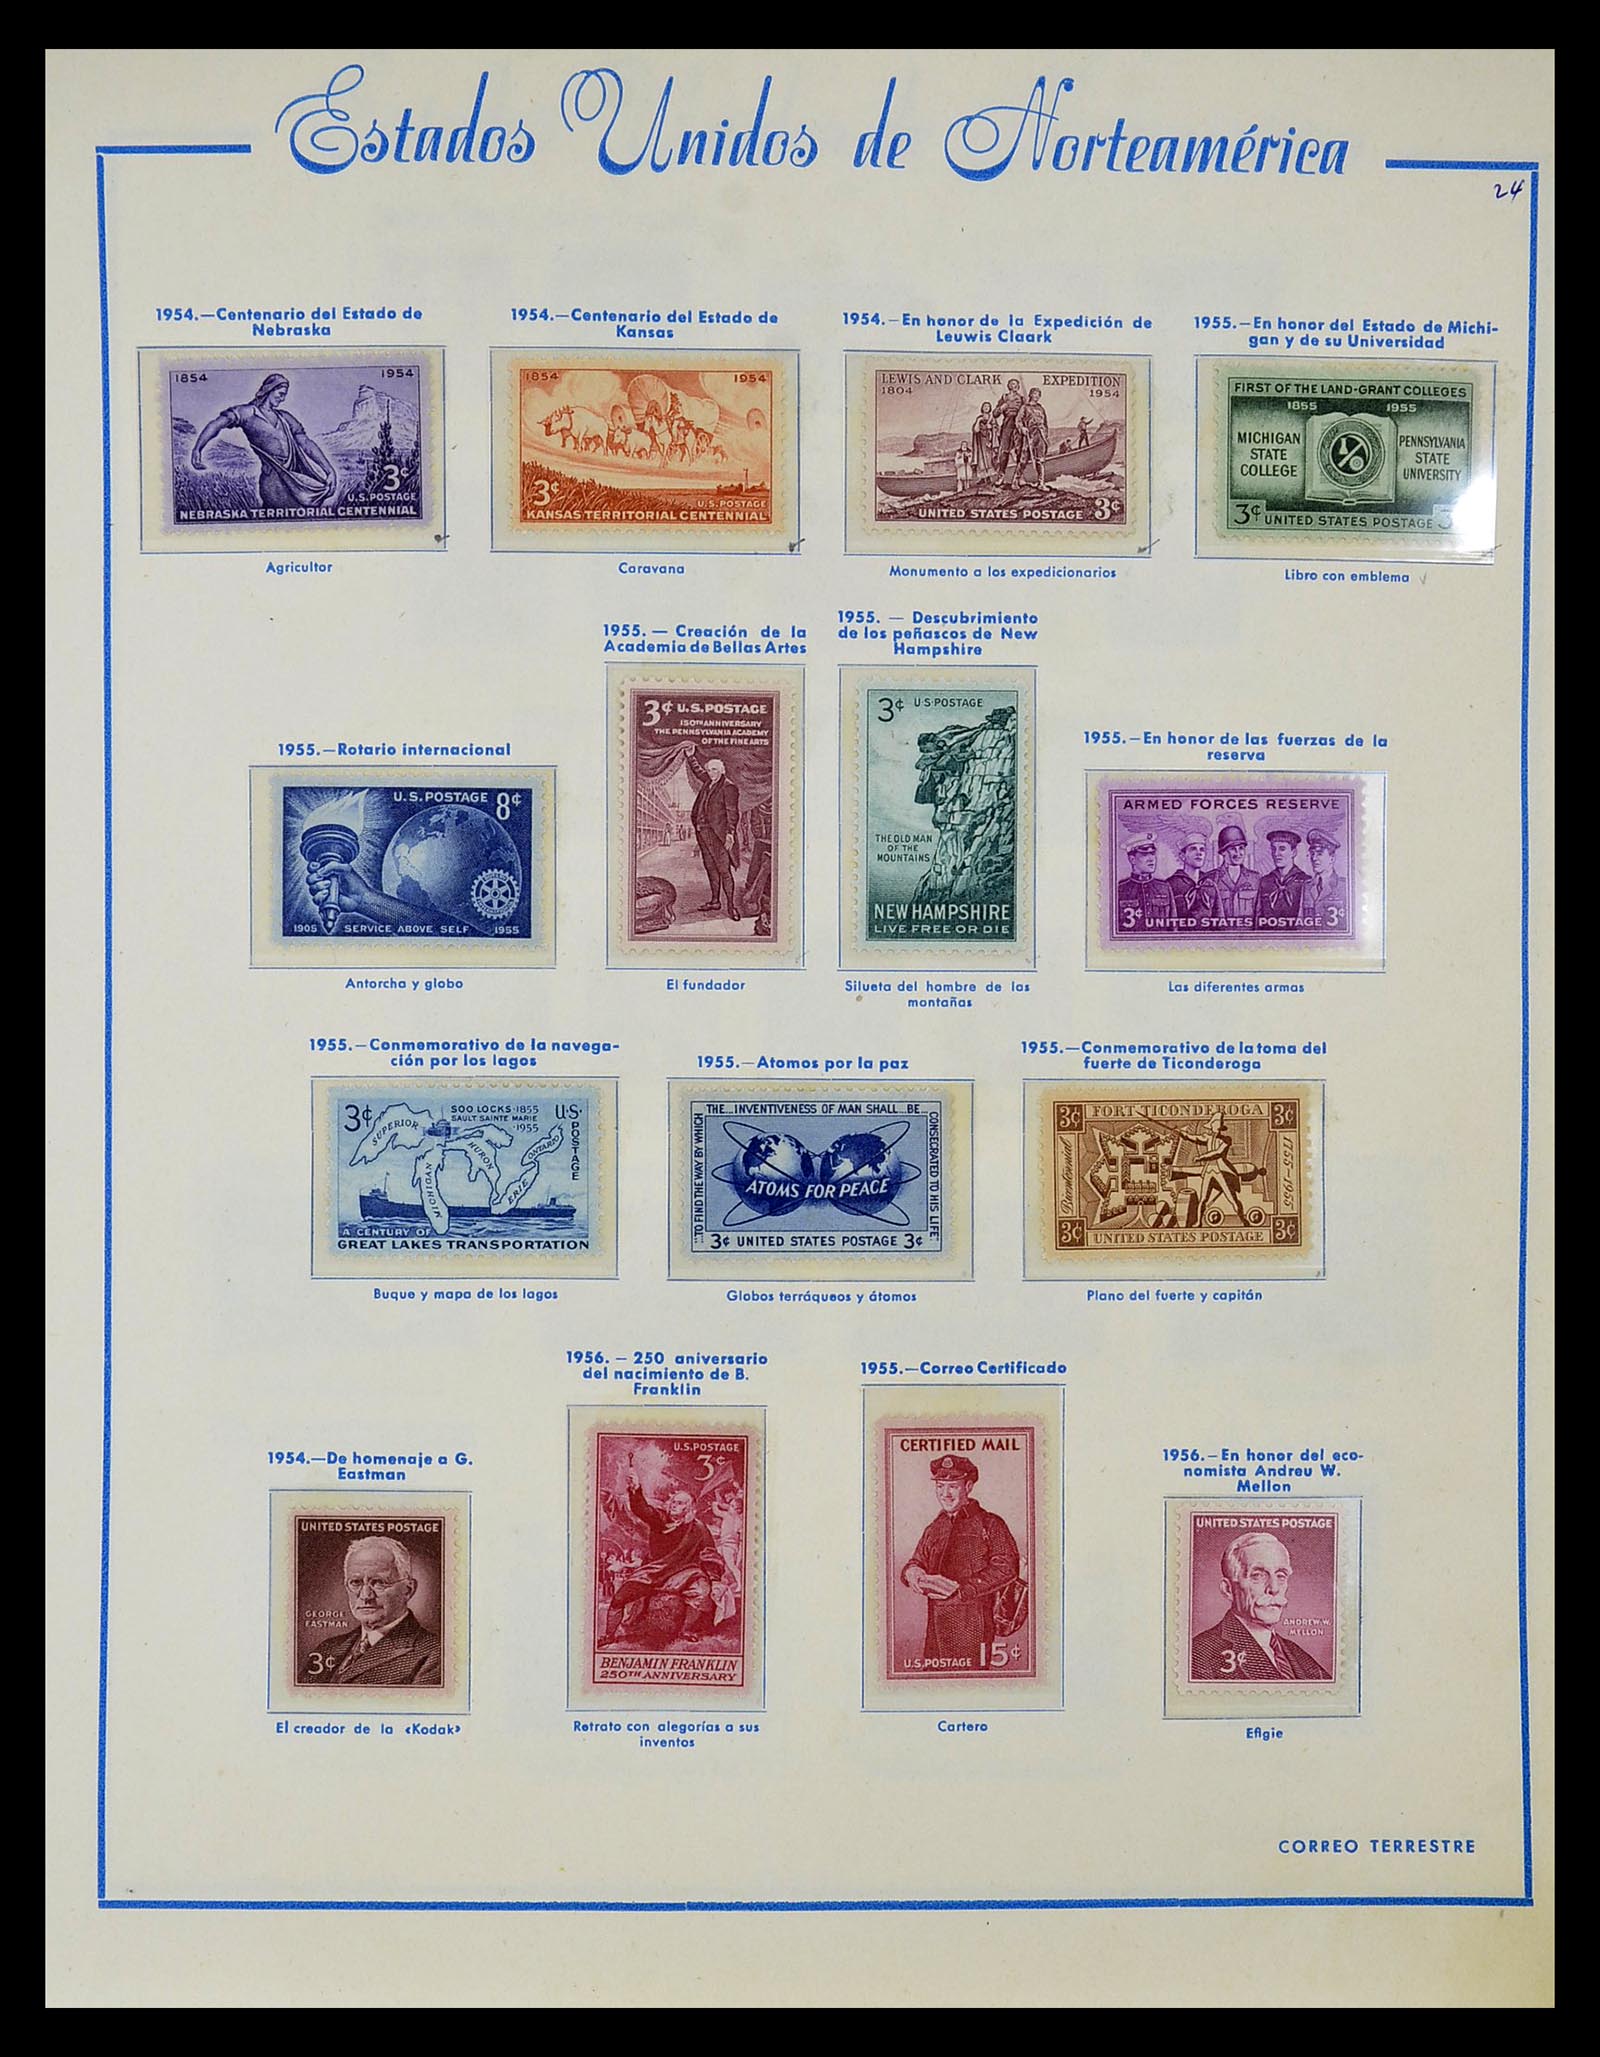 Estados Unidos de Norteamérica
24
1954.—Centenario del Estado de
Nebraska
1954.—Centenario del Estado de
Kansas
1954.—En honor de la Expedición de
Leuwis Claark
1955.—En honor del Estado de Michi-
gan y de su Universidad
1854 1954
3¢
U.S. POSTAGE
NEBRASKA TERRITORIAL CENTENNIAL
1854 1954
3¢ U.S. POSTAGE
KANSAS TERRITORIAL CENTENNIAL
LEWIS AND CLARK EXPEDITION
1804 1954
UNITED STATES POSTAGE 3¢
FIRST OF THE LAND-GRANT COLLEGES
1855 1955
MICHIGAN
STATE
COLLEGE
PENNSYLVANIA
STATE
UNIVERSITY
3¢ UNITED STATES POSTAGE 3
Agricultor
Caravana
Monumento a los expedicionarios
Libro con emblema
1955.—Rotario internacional
1955. — Creación de la
Academia de Bellas Artes
1955. — Descubrimiento
de los peñascos de New
Hampshire
1955.—En honor de las fuerzas de la
reserva
U.S. POSTAGE 8¢
1905 SERVICE ABOVE SELF 1955
3¢ U.S. POSTAGE
150TH ANNIVERSARY
THE PENNSYLVANIA ACADEMY
OF THE FINE ARTS
3¢ U S POSTAGE
THE OLD MAN
OF THE
MOUNTAINS
NEW HAMPSHIRE
LIVE FREE OR DIE
ARMED FORCES RESERVE
3¢ UNITED STATES POSTAGE 3¢
Antorcha y globo
El fundador
Silueta del hombre de las
montañas
Las diferentes armas
1955.—Conmemorativo de la navega-
ción por los lagos
1955.—Atomos por la paz
1955.—Conmemorativo de la toma del
fuerte de Ticonderoga
3¢ SOO LOCKS·1855
SAULT SAINTE MARIE
·1955
U·S· POSTAGE
SUPERIOR
HURON
MICHIGAN
ERIE
ONTARIO
A CENTURY OF
GREAT LAKES TRANSPORTATION
"...TO FIND THE WAY BY WHICH
THE...INVENTIVENESS OF MAN SHALL...BE
CONSECRATED TO HIS LIFE."
ATOMS FOR PEACE
3¢ UNITED STATES POSTAGE 3¢
3¢ FORT TICONDEROGA 3¢
Bicentennial
1755-1955
3¢ UNITED STATES POSTAGE 3¢
Buque y mapa de los lagos
Globos terráqueos y átomos
Plano del fuerte y capitán
1954.—De homenaje a G.
Eastman
1956. — 250 aniversario
del nacimiento de B.
Franklin
1955.—Correo Certificado
1956.—En honor del eco-
nomista Andreu W.
Mellon
UNITED STATES POSTAGE
GEORGE
EASTMAN
3¢
U.S. POSTAGE
3¢
BENJAMIN FRANKLIN
250TH ANNIVERSARY
CERTIFIED MAIL
U.S. POSTAGE 15¢
UNITED STATES POSTAGE
ANDREW W.
MELLON
3¢
El creador de la «Kodak»
Retrato con alegorías a sus
inventos
Cartero
Efigie
CORREO TERRESTRE